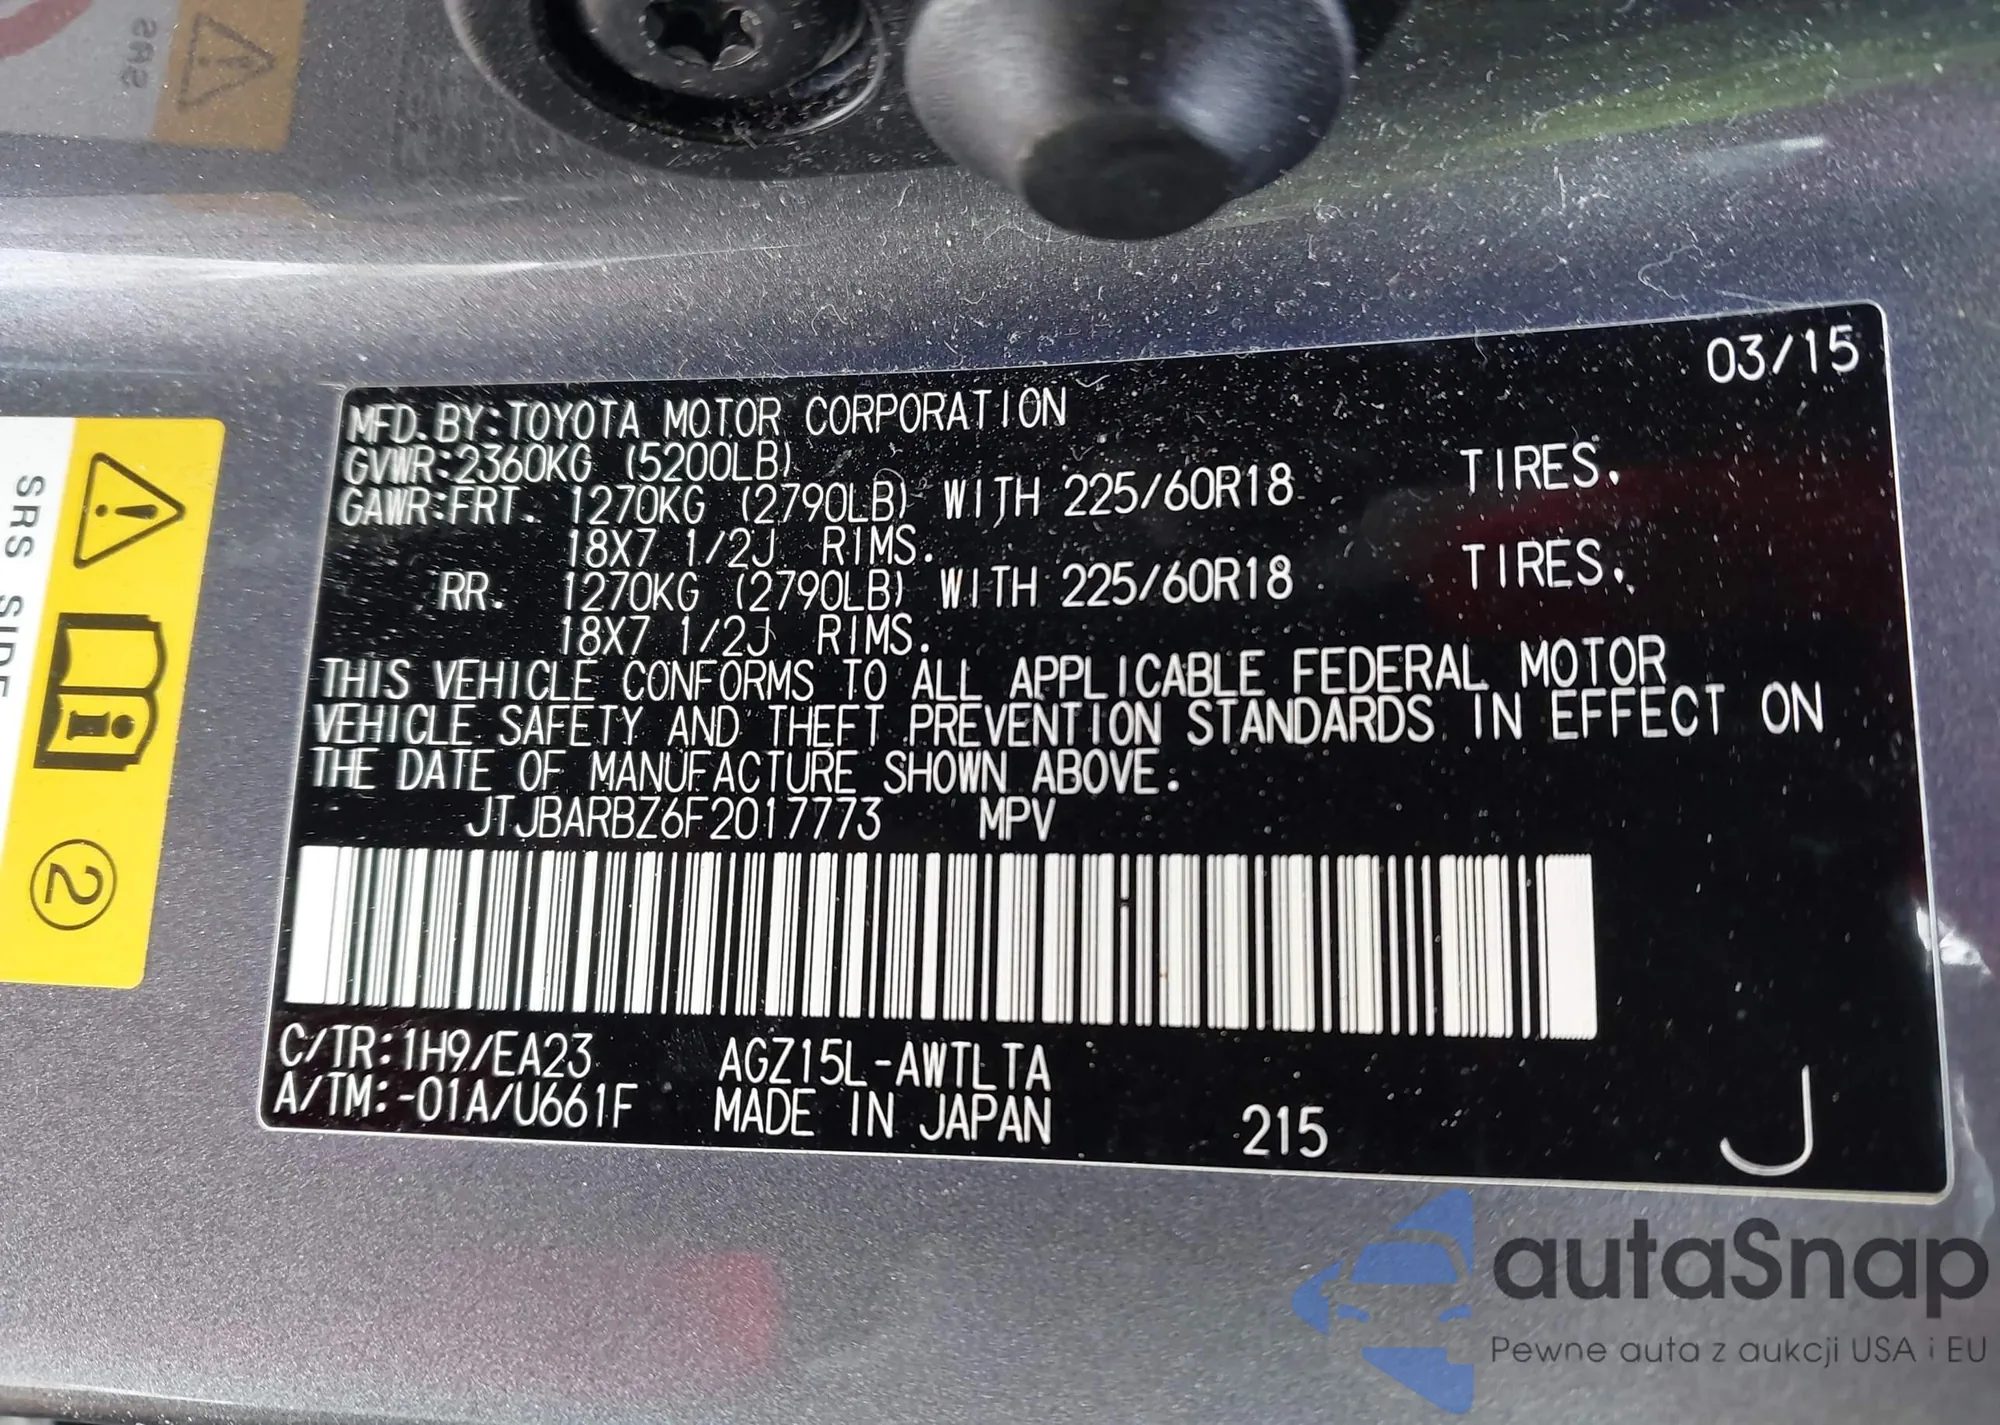 SRS
03/15
MFD. BY:TOYOTA MOTOR CORPORATION
GVWR:2360KG (5200LB)
GAWR:FRT. 1270KG (2790LB) WITH 225/60R18 TIRES.
18X7 1/2J RIMS.
RR. 1270KG (2790LB) WITH 225/60R18 TIRES.
18X7 1/2J RIMS.
THIS VEHICLE CONFORMS TO ALL APPLICABLE FEDERAL MOTOR
VEHICLE SAFETY AND THEFT PREVENTION STANDARDS IN EFFECT ON
THE DATE OF MANUFACTURE SHOWN ABOVE.
JTJBARBZ6F2017773 MPV
C/TR:1H9/EA23 AGZ15L-AWTLTA
A/TM:-01A/U661F MADE IN JAPAN 215 J
SRS SIDE
2
autaSnap
Pewne auta z aukcji USA i EU